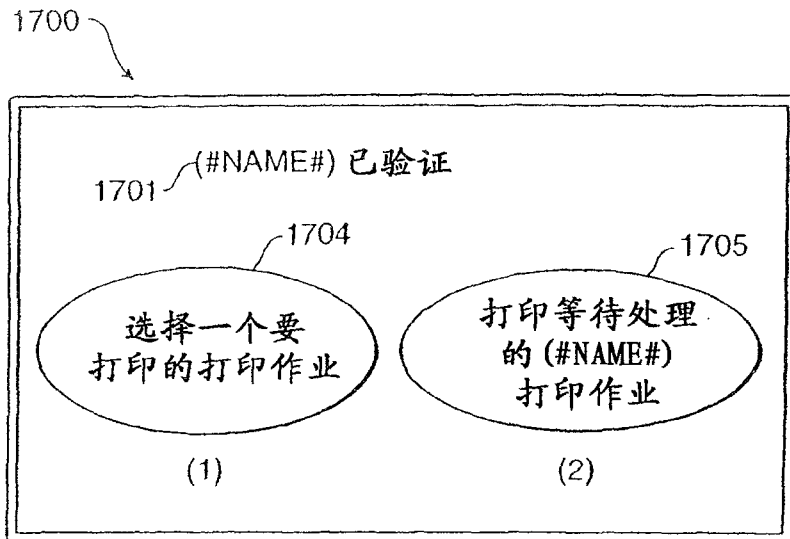 1700
(#NAME#) 已验证
1701
1704
1705
选择一个要
打印的打印作业
打印等待处理
的(#NAME#)
打印作业
(1)
(2)